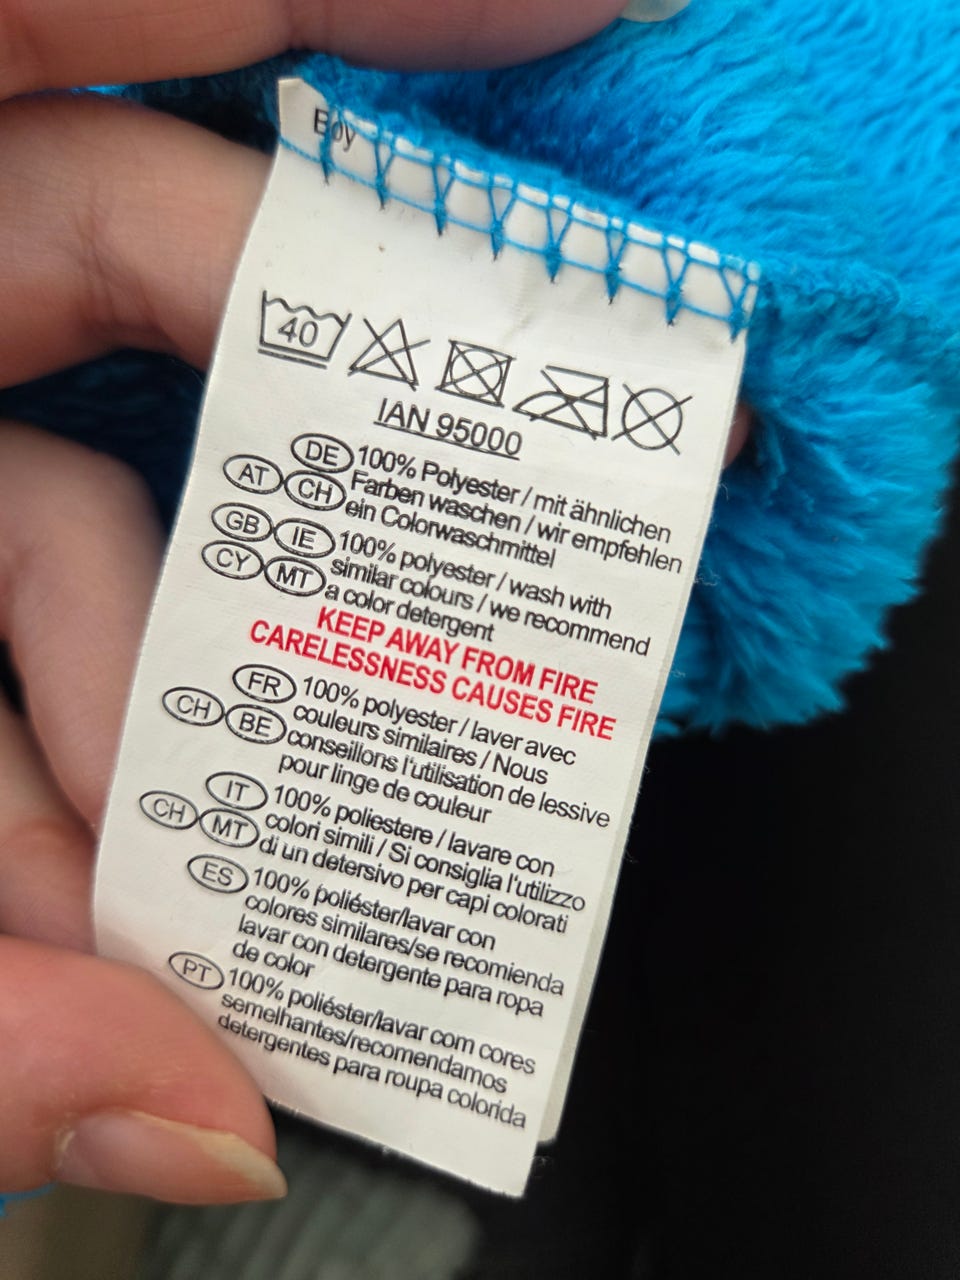 Boy
40
IAN 95000
DE 100% Polyester / mit ähnlichen
AT CH Farben waschen / wir empfehlen
ein Colorwaschmittel
GB IE 100% polyester / wash with
CY MT similar colours / we recommend
a color detergent
KEEP AWAY FROM FIRE
CARELESSNESS CAUSES FIRE
FR 100% polyester / laver avec
CH BE couleurs similaires / Nous
conseillons l'utilisation de lessive
pour linge de couleur
IT 100% poliestere / lavare con
CH MT colori simili / Si consiglia l'utilizzo
di un detersivo per capi colorati
ES 100% poliéster/lavar con
colores similares/se recomienda
lavar con detergente para ropa
de color
PT 100% poliéster/lavar com cores
semelhantes/recomendamos
detergentes para roupa colorida